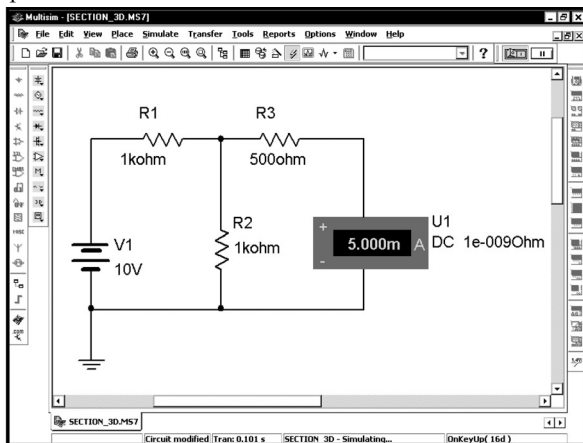 Multisim - [SECTION_3D.MS7]
File Edit View Place Simulate Transfer Tools Reports Options Window Help
?
R1
R3
1kohm
500ohm
R2
1kohm
V1
10V
U1
+
5.000m A
-
DC 1e-009Ohm
MISC
SECTION_3D.MS7
Circuit modified Tran: 0.101 s SECTION_3D - Simulating... OnKeyUp( 16d )